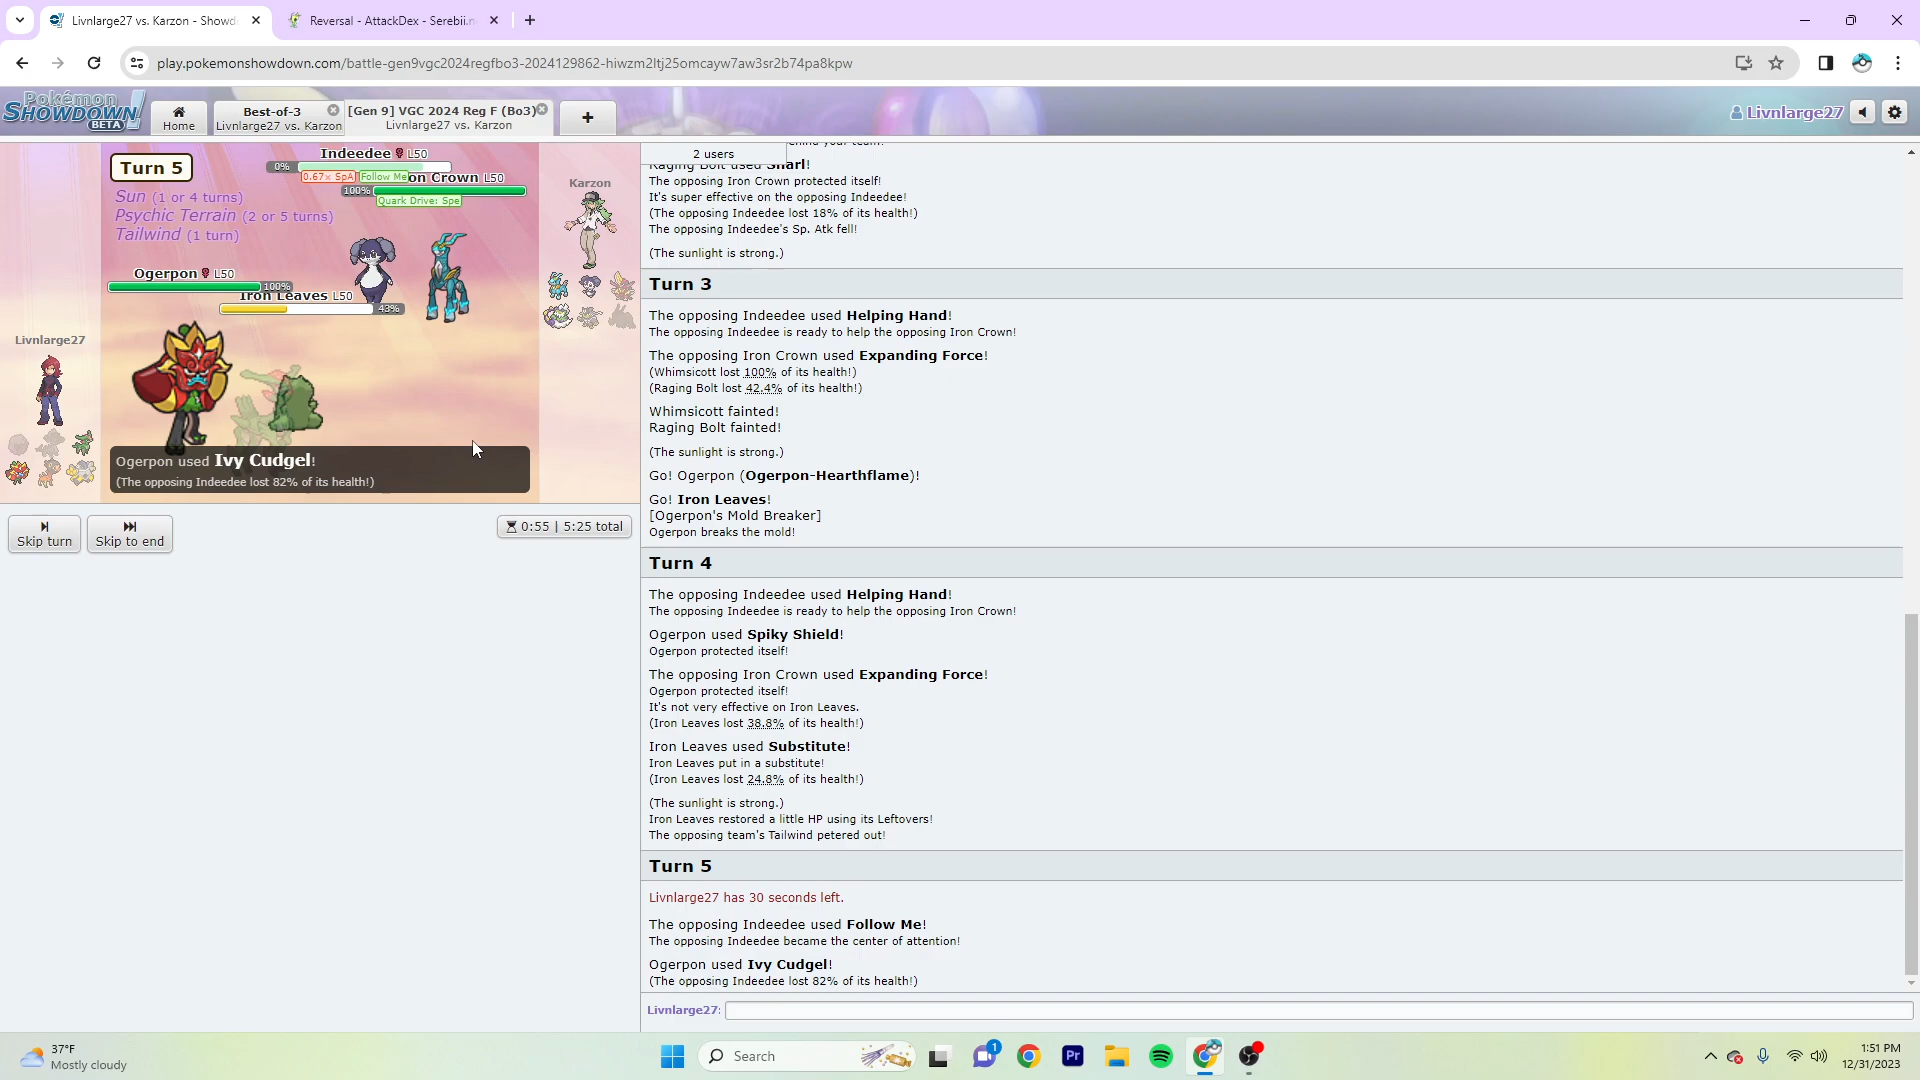 Livnlarge27 vs. Karzon - Showd
Reversal - AttackDex - Serebii.n
play.pokemonshowdown.com/battle-gen9vgc2024regfbo3-2024129862-hiwzm2ltj25omcayw7aw3sr2b74pa8kpw
Pokémon
SHOWDOWN!
BETA
Home
Best-of-3
Livnlarge27 vs. Karzon
[Gen 9] VGC 2024 Reg F (Bo3)
Livnlarge27 vs. Karzon
+
Livnlarge27
Turn 5
Sun (1 or 4 turns)
Psychic Terrain (2 or 5 turns)
Tailwind (1 turn)
Indeedee L50
0%
0.67x SpA Follow Me
on Crown L50
100%
Quark Drive: Spe
Karzon
Ogerpon L50
100%
Iron Leaves L50
43%
Livnlarge27
Ogerpon used Ivy Cudgel!
(The opposing Indeedee lost 82% of its health!)
Skip turn
Skip to end
0:55 | 5:25 total
2 users
Raging Bolt used Snarl!
The opposing Iron Crown protected itself!
It's super effective on the opposing Indeedee!
(The opposing Indeedee lost 18% of its health!)
The opposing Indeedee's Sp. Atk fell!
(The sunlight is strong.)
Turn 3
The opposing Indeedee used Helping Hand!
The opposing Indeedee is ready to help the opposing Iron Crown!
The opposing Iron Crown used Expanding Force!
(Whimsicott lost 100% of its health!)
(Raging Bolt lost 42.4% of its health!)
Whimsicott fainted!
Raging Bolt fainted!
(The sunlight is strong.)
Go! Ogerpon (Ogerpon-Hearthflame)!
Go! Iron Leaves!
[Ogerpon's Mold Breaker]
Ogerpon breaks the mold!
Turn 4
The opposing Indeedee used Helping Hand!
The opposing Indeedee is ready to help the opposing Iron Crown!
Ogerpon used Spiky Shield!
Ogerpon protected itself!
The opposing Iron Crown used Expanding Force!
Ogerpon protected itself!
It's not very effective on Iron Leaves.
(Iron Leaves lost 38.8% of its health!)
Iron Leaves used Substitute!
Iron Leaves put in a substitute!
(Iron Leaves lost 24.8% of its health!)
(The sunlight is strong.)
Iron Leaves restored a little HP using its Leftovers!
The opposing team's Tailwind petered out!
Turn 5
Livnlarge27 has 30 seconds left.
The opposing Indeedee used Follow Me!
The opposing Indeedee became the center of attention!
Ogerpon used Ivy Cudgel!
(The opposing Indeedee lost 82% of its health!)
Livnlarge27:
37°F
Mostly cloudy
Search
1
Pr
1:51 PM
12/31/2023